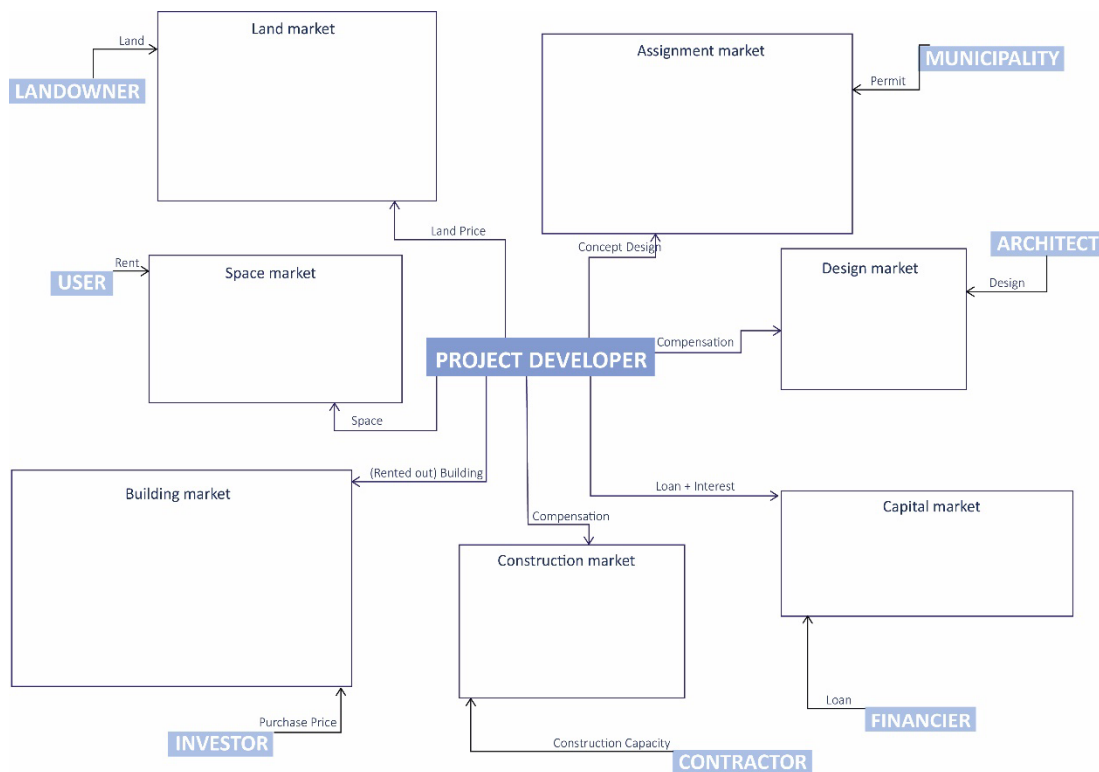 Land market
Land
LANDOWNER
Land Price
Assignment market
MUNICIPALITY
Permit
Concept Design
ARCHITECT
Design market
Design
Compensation
Rent
USER
Space market
PROJECT DEVELOPER
Space
(Rented out) Building
Building market
Loan + Interest
Capital market
Compensation
Construction market
Purchase Price
INVESTOR
Construction Capacity
CONTRACTOR
Loan
FINANCIER